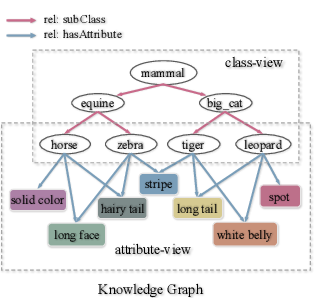 rel: subClass
rel: hasAttribute
class-view
mammal
equine
big_cat
horse
zebra
tiger
leopard
stripe
solid color
hairy tail
long tail
spot
long face
white belly
attribute-view
Knowledge Graph